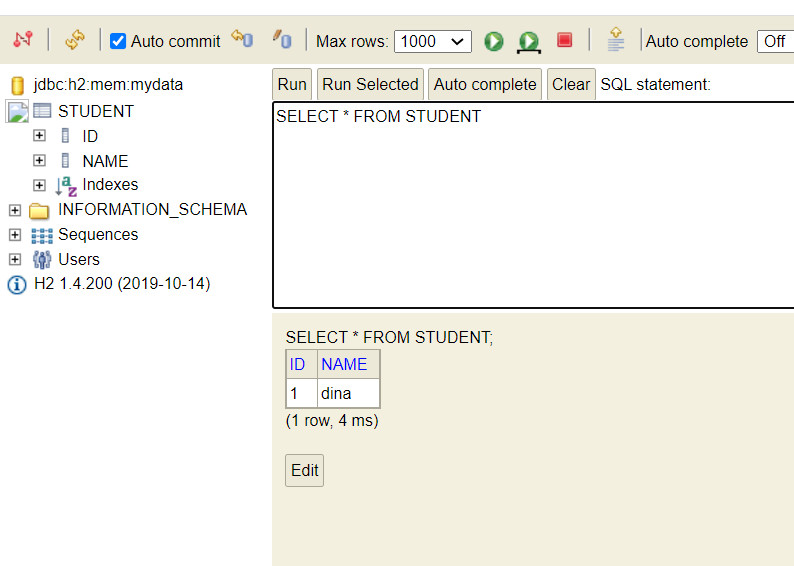 Auto commit Max rows: 1000 Auto complete Off
jdbc:h2:mem:mydata
STUDENT
ID
NAME
Indexes
INFORMATION_SCHEMA
Sequences
Users
H2 1.4.200 (2019-10-14)
Run Run Selected Auto complete Clear SQL statement:
SELECT * FROM STUDENT
SELECT * FROM STUDENT;
ID NAME
1 dina
(1 row, 4 ms)
Edit